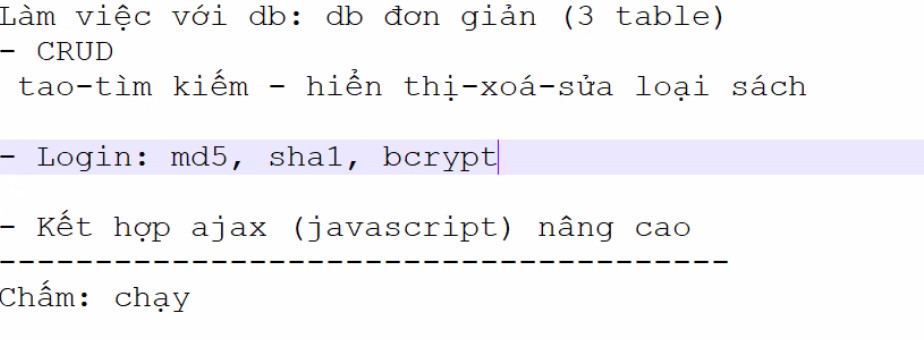 Làm việc với db: db đơn giản (3 table)
- CRUD
tao-tìm kiếm - hiển thị-xoá-sửa loại sách
- Login: md5, sha1, bcrypt
- Kết hợp ajax (javascript) nâng cao
--------------------------------------
Chấm: chạy